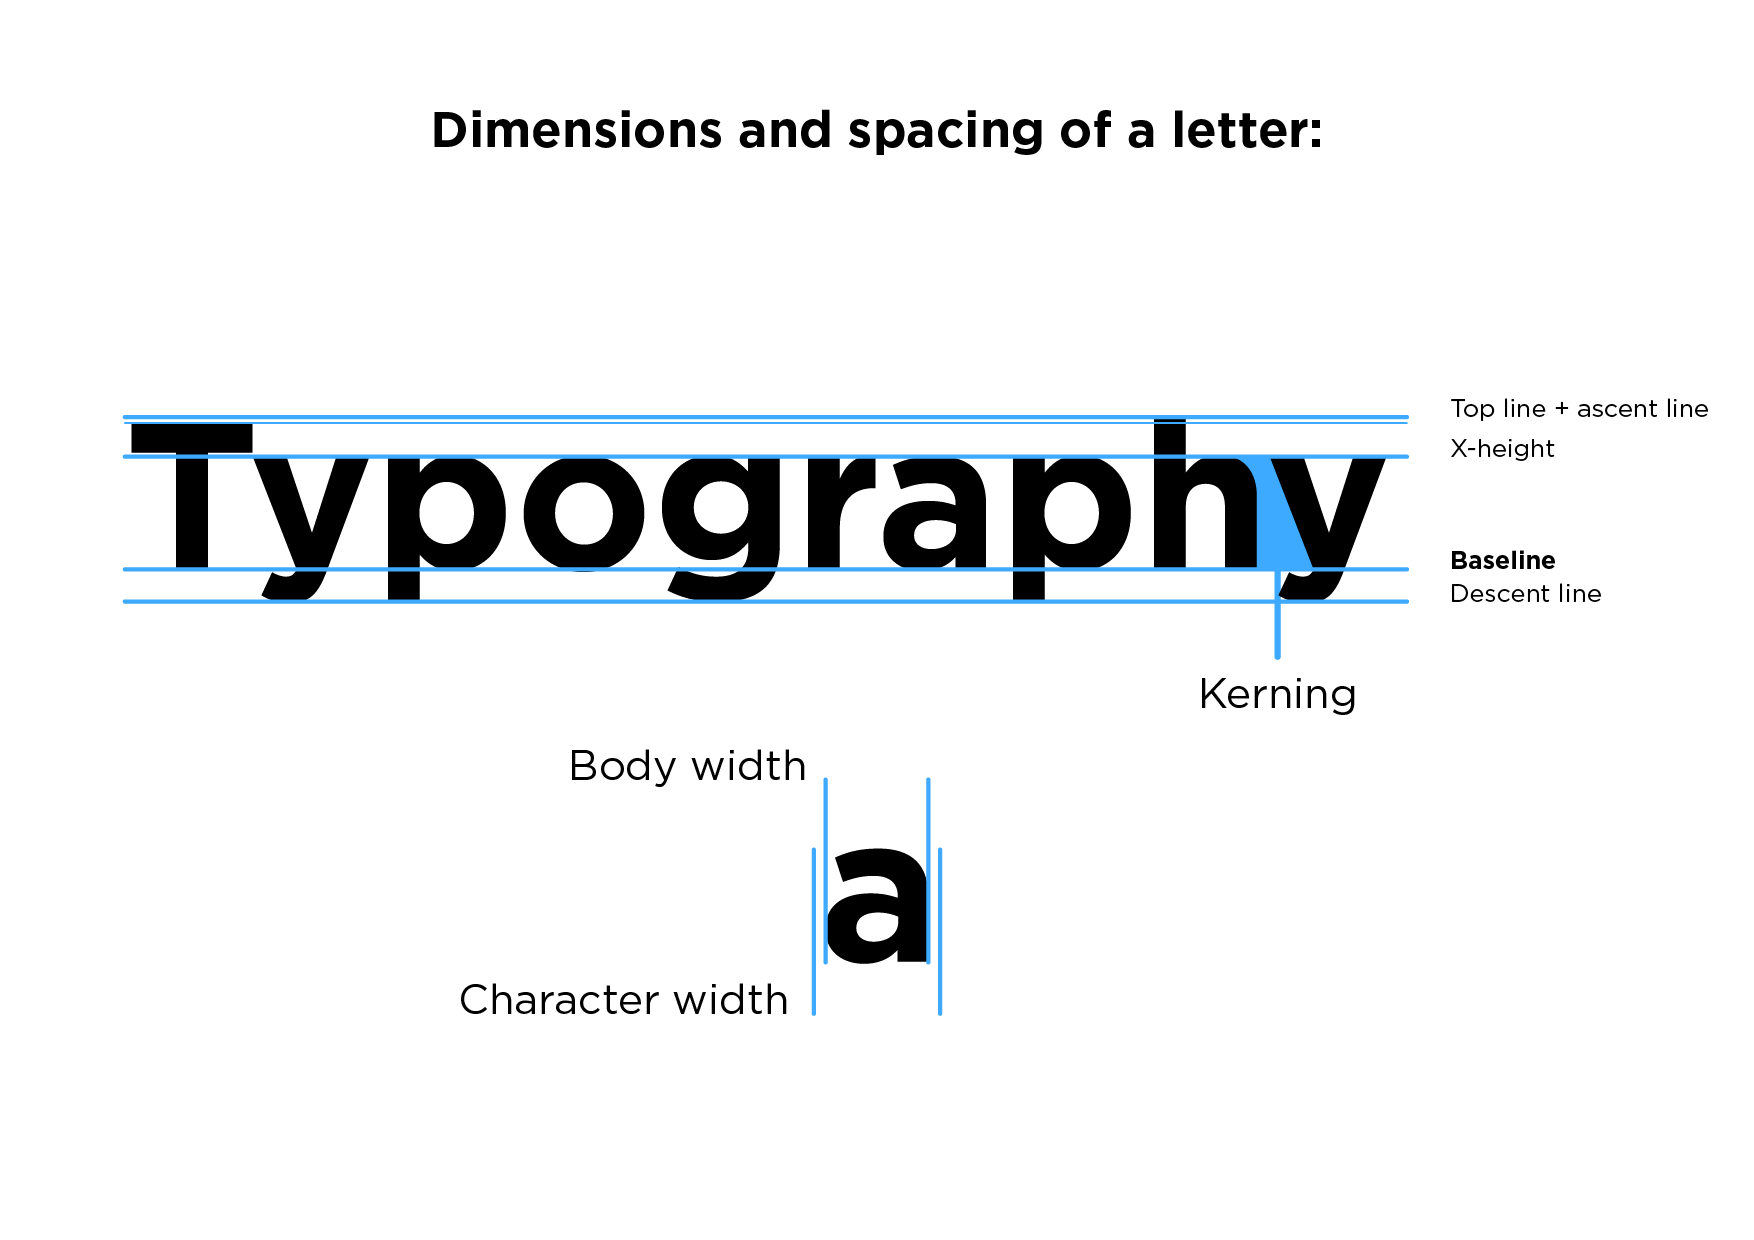 Dimensions and spacing of a letter:
Typography
Top line + ascent line
X-height
Baseline
Descent line
Kerning
Body width
a
Character width